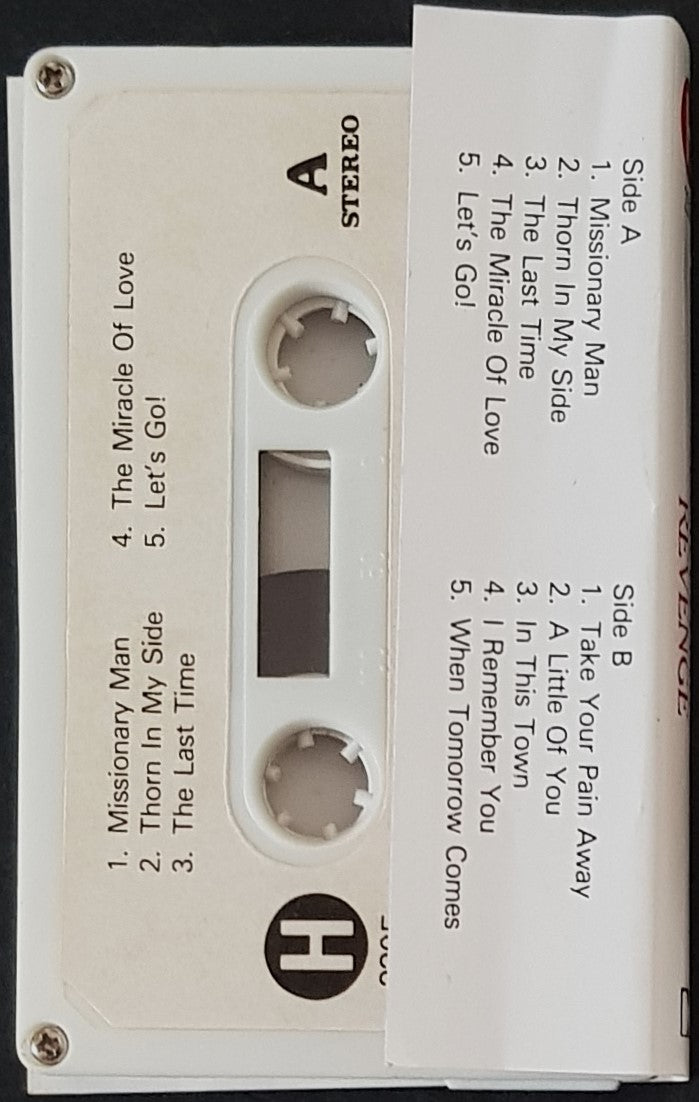 Side A
1. Missionary Man
2. Thorn In My Side
3. The Last Time
4. The Miracle Of Love
5. Let's Go!
Side B
1. Take Your Pain Away
2. A Little Of You
3. In This Town
4. I Remember You
5. When Tomorrow Comes
REVENGE
STEREO
A
H
1. Missionary Man
2. Thorn In My Side
3. The Last Time
4. The Miracle Of Love
5. Let's Go!